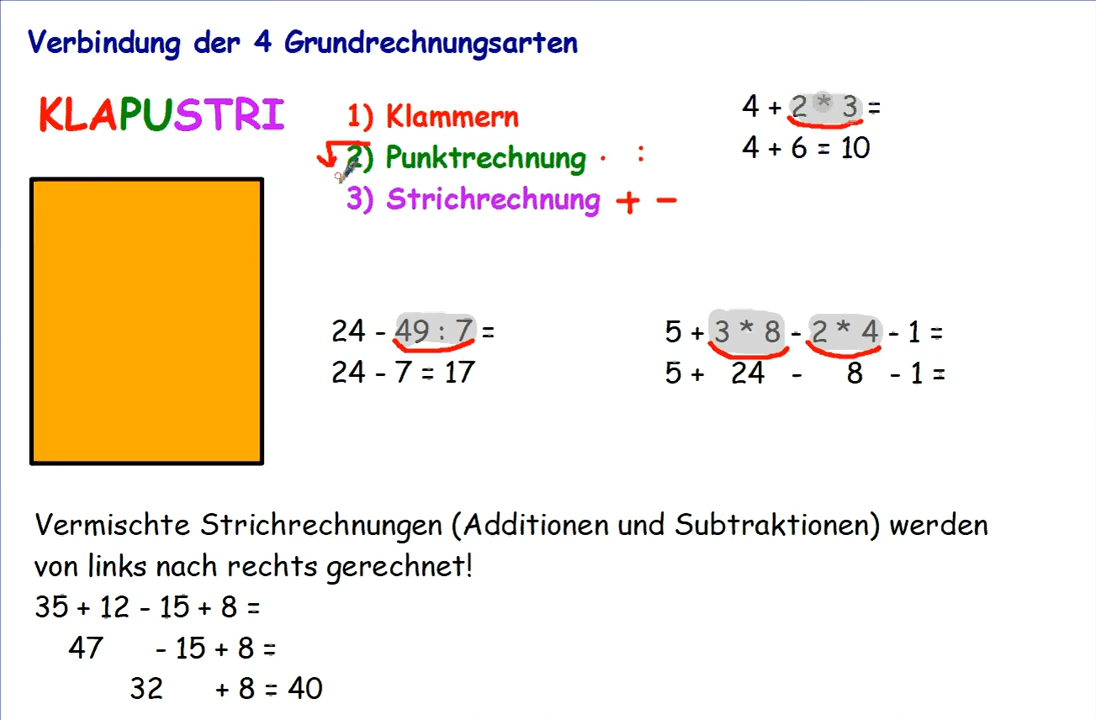 Verbindung der 4 Grundrechnungsarten
KLAPUSTRI
1) Klammern
2) Punktrechnung · :
3) Strichrechnung + -
4 + 2 * 3 =
4 + 6 = 10
24 - 49 : 7 =
24 - 7 = 17
5 + 3 * 8 - 2 * 4 - 1 =
5 + 24 - 8 - 1 =
Vermischte Strichrechnungen (Additionen und Subtraktionen) werden
von links nach rechts gerechnet!
35 + 12 - 15 + 8 =
47 - 15 + 8 =
32 + 8 = 40